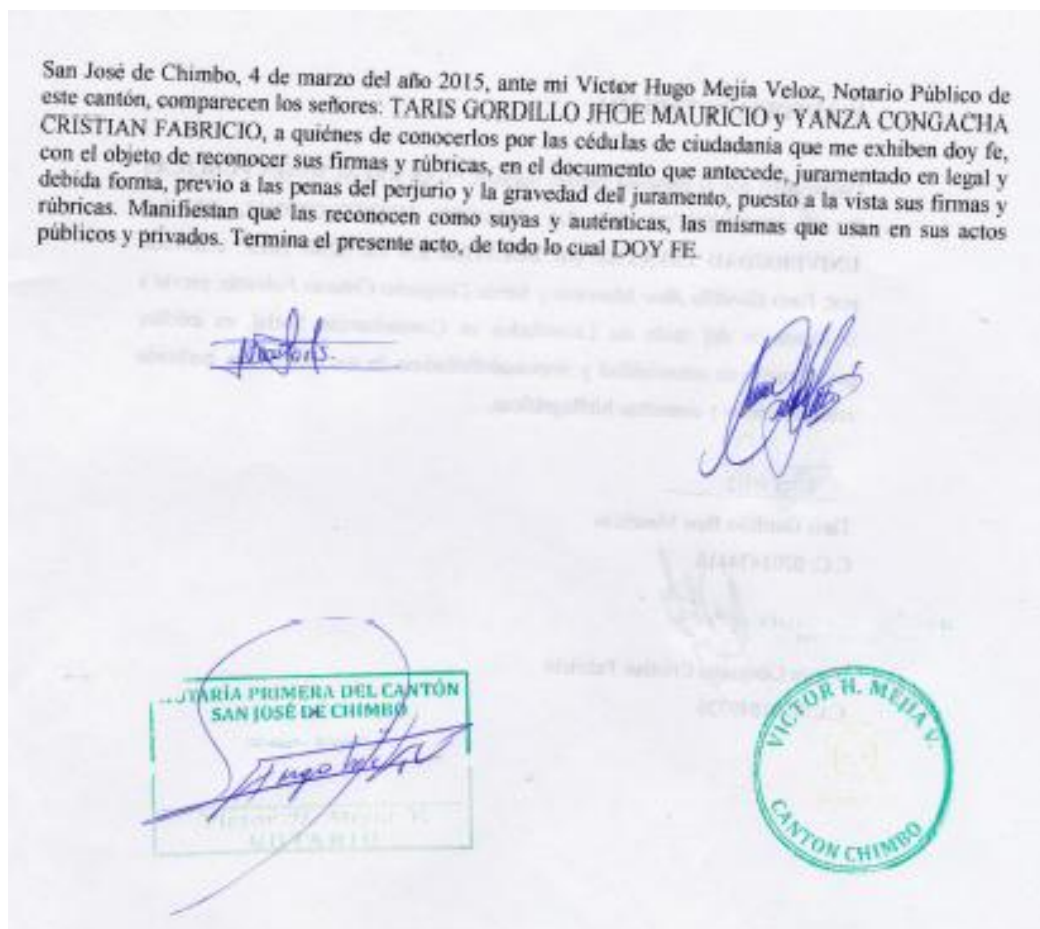 San José de Chimbo, 4 de marzo del año 2015, ante mi Víctor Hugo Mejía Veloz, Notario Público de
este cantón, comparecen los señores: TARIS GORDILLO JHOE MAURICIO y YANZA CONGACHA
CRISTIAN FABRICIO, a quiénes de conocerlos por las cédulas de ciudadanía que me exhiben doy fe,
con el objeto de reconocer sus firmas y rúbricas, en el documento que antecede, juramentado en legal y
debida forma, previo a las penas del perjurio y la gravedad del juramento, puesto a la vista sus firmas y
rúbricas. Manifiestan que las reconocen como suyas y auténticas, las mismas que usan en sus actos
públicos y privados. Termina el presente acto, de todo lo cual DOY FE.
PRIMERA DEL CANTÓN
SAN JOSÉ DE CHIMBO
VICTOR H. MEJIA V.
CANTON CHIMBO